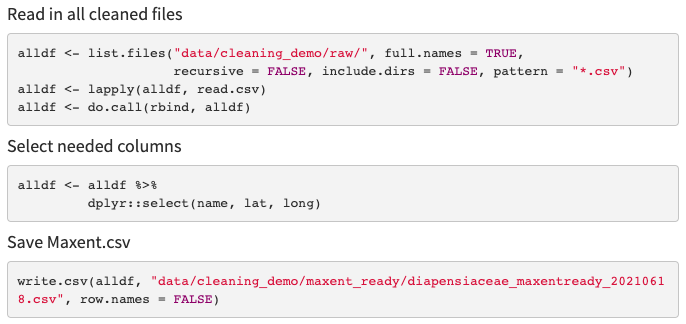 Read in all cleaned files
alldf <- list.files("data/cleaning_demo/raw/", full.names = TRUE,
                    recursive = FALSE, include.dirs = FALSE, pattern = "*.csv")
alldf <- lapply(alldf, read.csv)
alldf <- do.call(rbind, alldf)
Select needed columns
alldf <- alldf %>%
         dplyr::select(name, lat, long)
Save Maxent.csv
write.csv(alldf, "data/cleaning_demo/maxent_ready/diapensiaceae_maxentready_2021061
8.csv", row.names = FALSE)